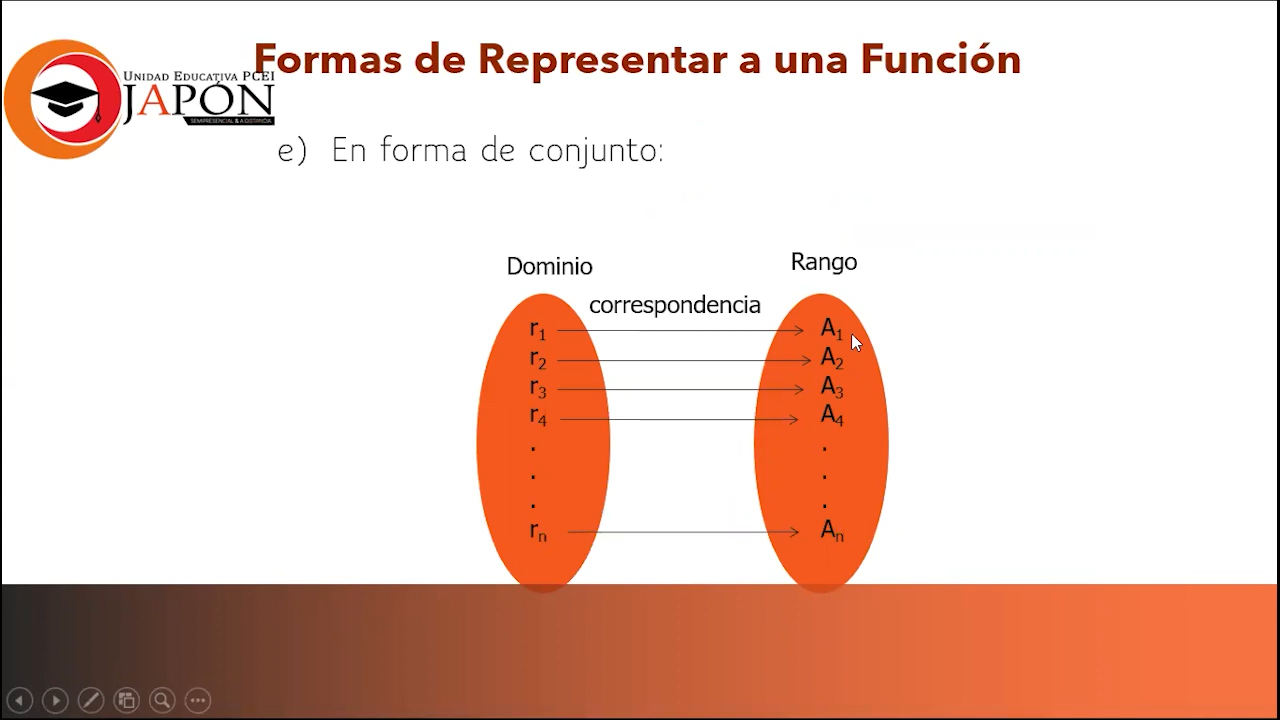 Formas de Representar a una Función
UNIDAD EDUCATIVA PCEI
JAPÓN
SEMIPRESENCIAL & A DISTANCIA
e) En forma de conjunto:
Dominio
Rango
correspondencia
r₁ A₁
r₂ A₂
r₃ A₃
r₄ A₄
. .
. .
. .
rₙ Aₙ